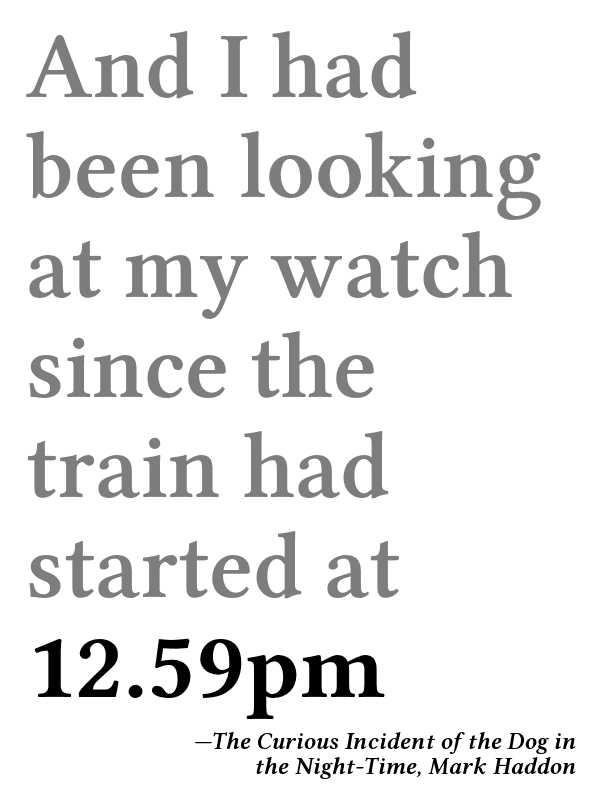 And I had
been looking
at my watch
since the
train had
started at
12.59pm
—The Curious Incident of the Dog in
the Night-Time, Mark Haddon